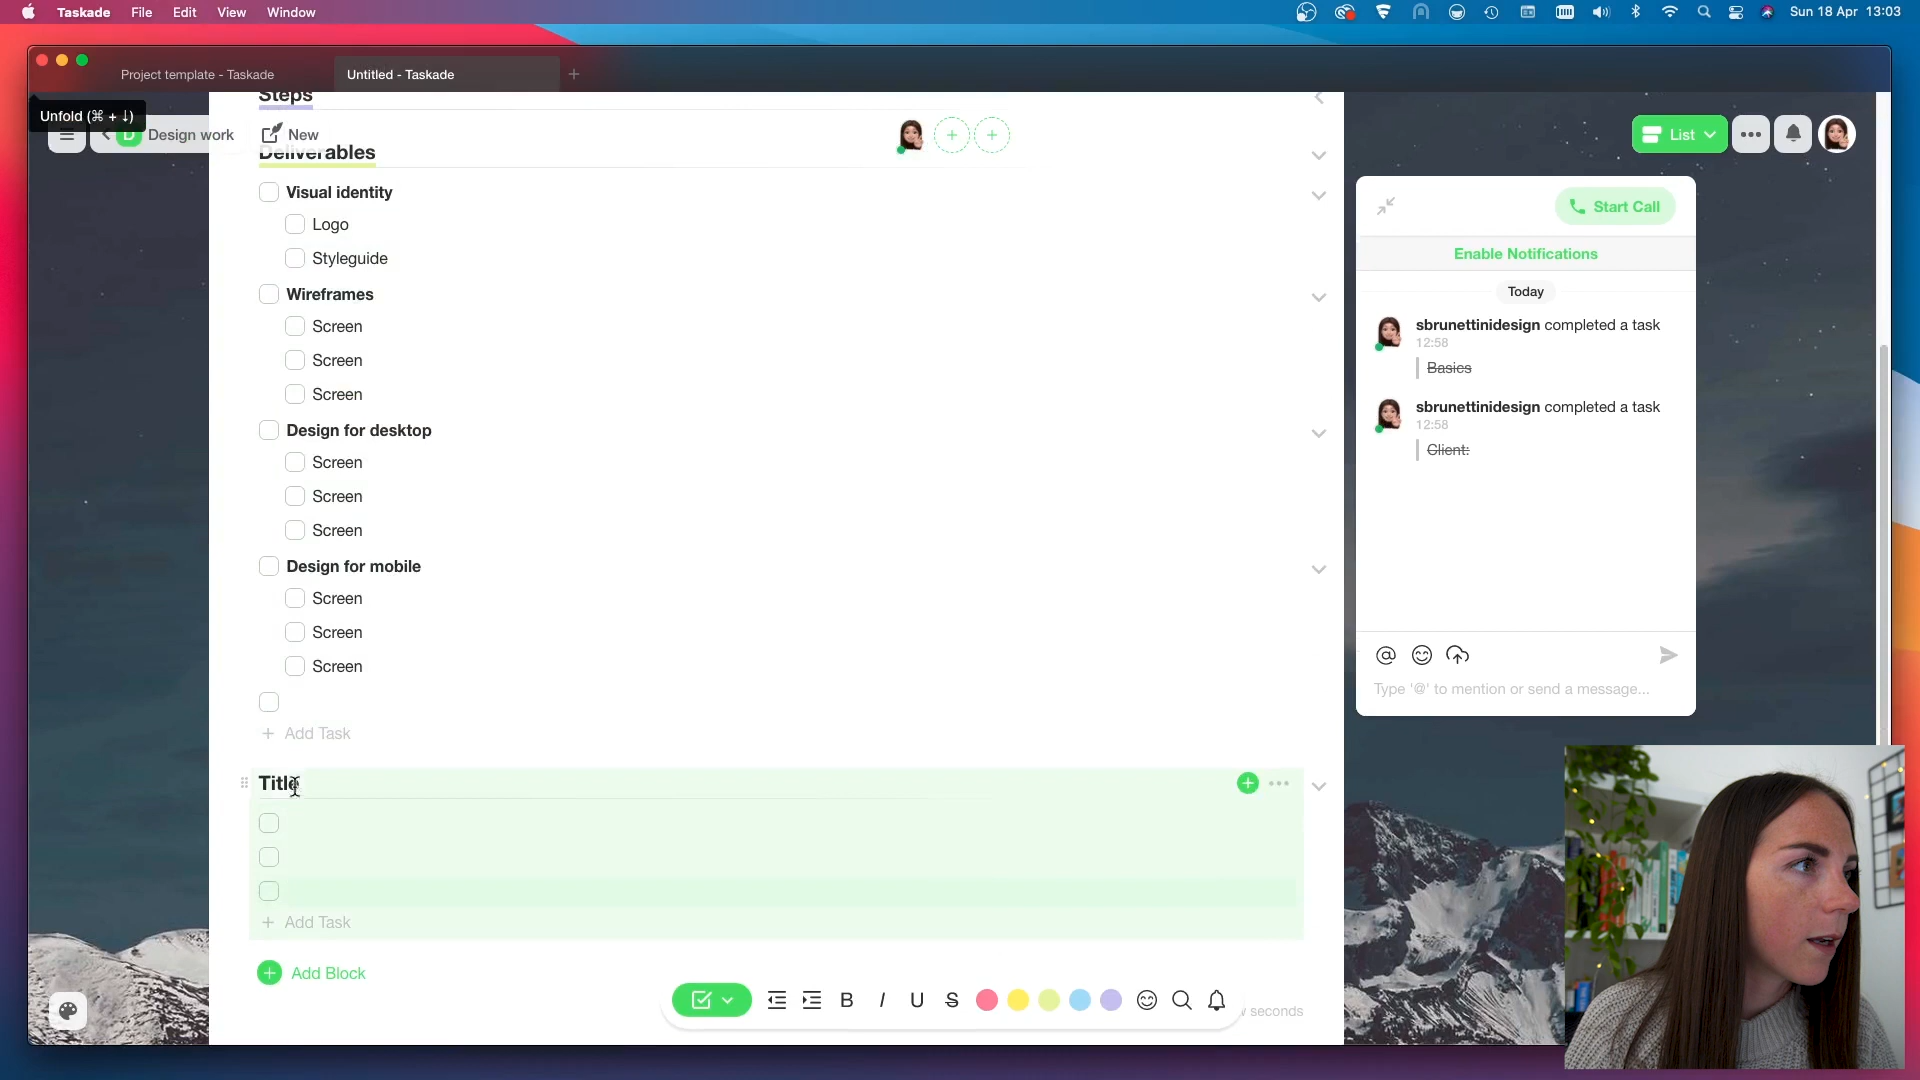 Taskade File Edit View Window
Sun 18 Apr 13:03
Project template - Taskade
Untitled - Taskade
Unfold (⌘ + ↓)
Steps
D Design work
New
List
Deliverables
Visual identity
Logo
Styleguide
Wireframes
Screen
Screen
Screen
Design for desktop
Screen
Screen
Screen
Design for mobile
Screen
Screen
Screen
+ Add Task
Title
+ Add Task
Add Block
B I U S
seconds
Start Call
Enable Notifications
Today
sbrunettinidesign completed a task
12:58
Basics
sbrunettinidesign completed a task
12:58
Client:
Type '@' to mention or send a message...